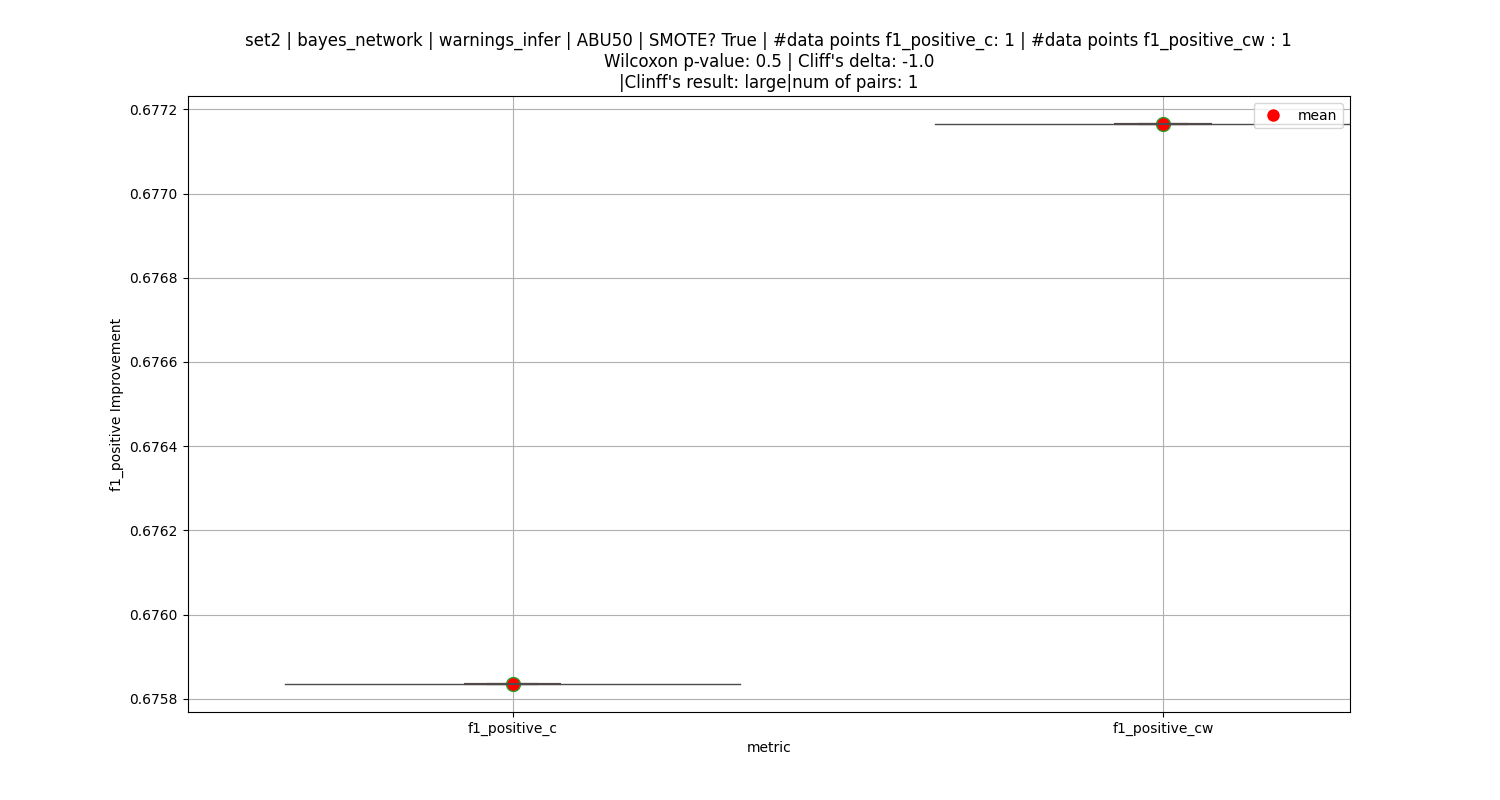 set2 | bayes_network | warnings_infer | ABU50 | SMOTE? True | #data points f1_positive_c: 1 | #data points f1_positive_cw : 1
Wilcoxon p-value: 0.5 | Cliff's delta: -1.0
|Clinff's result: large|num of pairs: 1
mean
0.6772
0.6770
0.6768
0.6766
0.6764
0.6762
0.6760
0.6758
f1_positive Improvement
f1_positive_c
f1_positive_cw
metric